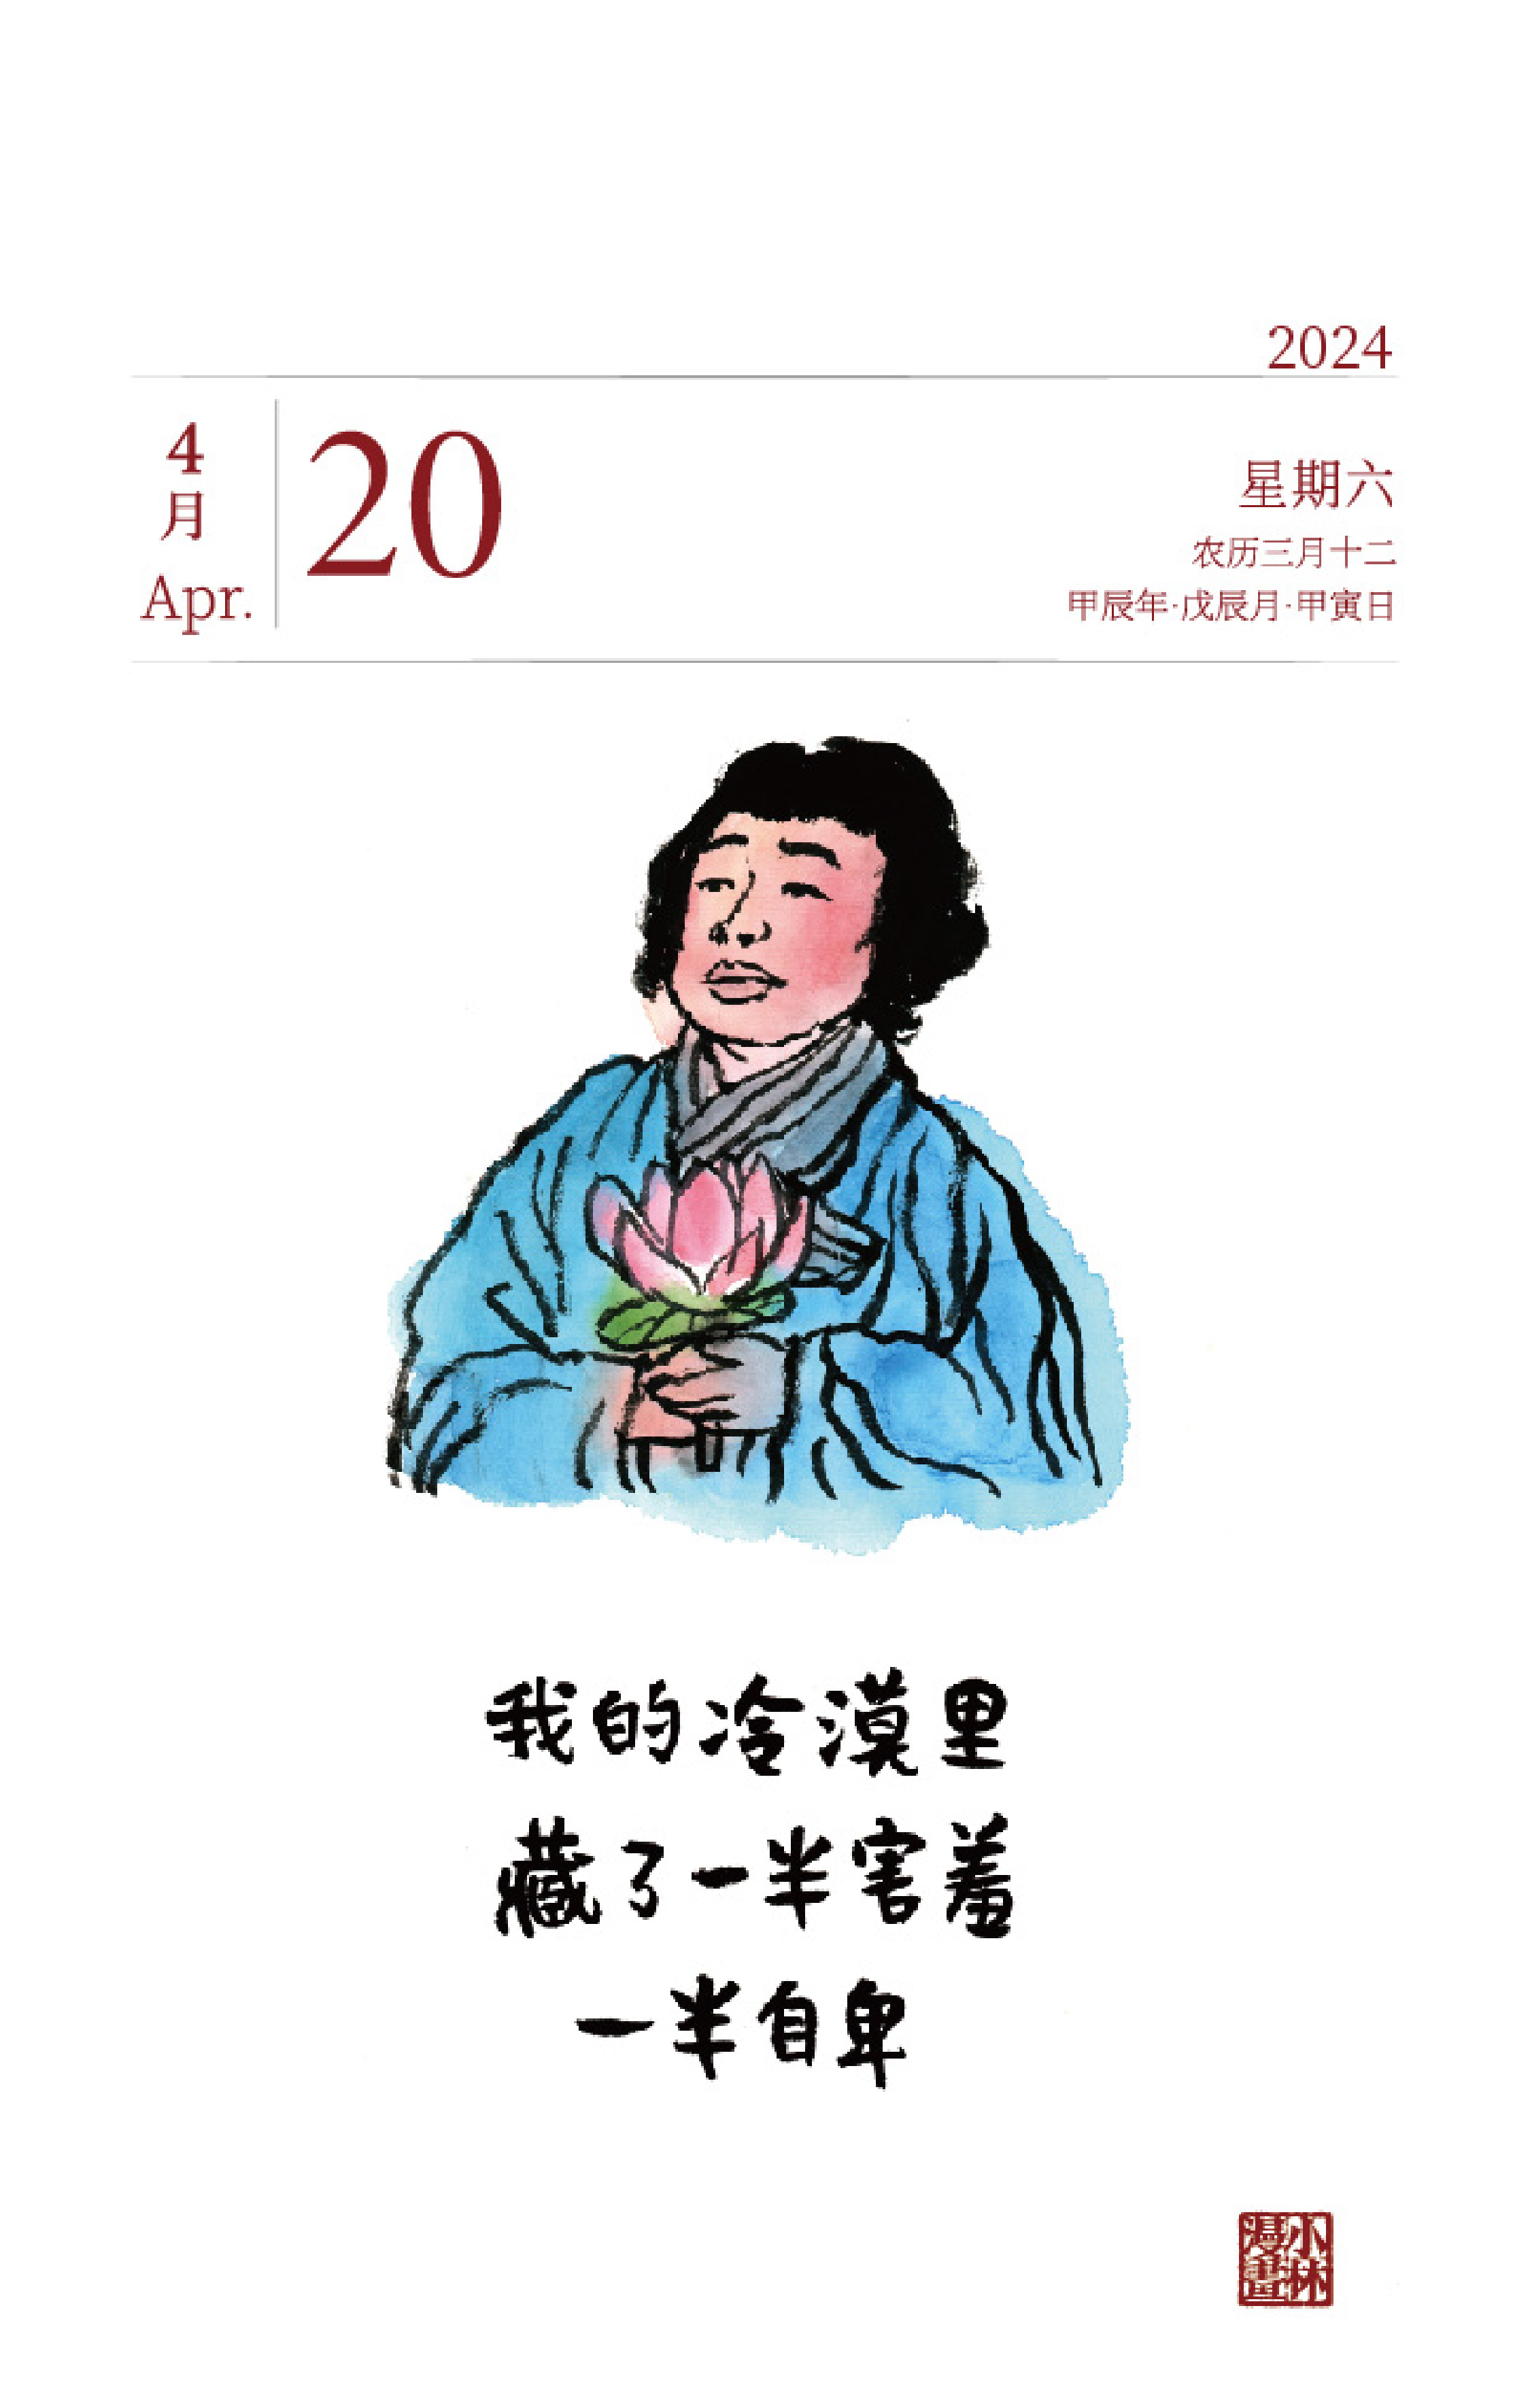 2024
4
月
Apr.
20
星期六
农历三月十二
甲辰年·戊辰月·甲寅日
我的冷漠里
藏了一半害羞
一半自卑
小林
漫畫